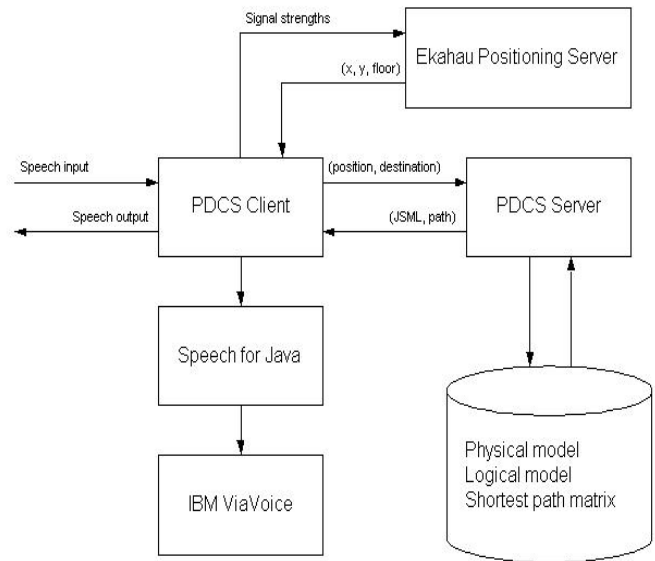 Signal strengths
Ekahau Positioning Server
(x, y, floor)
Speech input
(position, destination)
PDCS Client
PDCS Server
Speech output
(JSML, path)
Speech for Java
Physical model
Logical model
Shortest path matrix
IBM ViaVoice